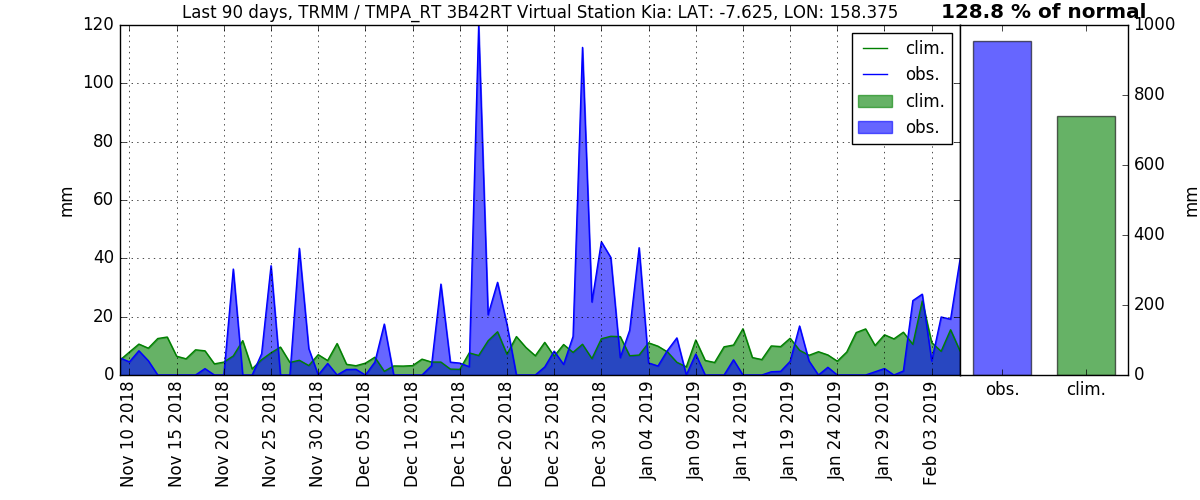 Last 90 days, TRMM / TMPA_RT 3B42RT Virtual Station Kia: LAT: -7.625, LON: 158.375
128.8 % of normal
120
100
80
60
40
20
0
mm
clim.
obs.
clim.
obs.
1000
800
600
400
200
0
mm
obs.
clim.
Nov 10 2018
Nov 15 2018
Nov 20 2018
Nov 25 2018
Nov 30 2018
Dec 05 2018
Dec 10 2018
Dec 15 2018
Dec 20 2018
Dec 25 2018
Dec 30 2018
Jan 04 2019
Jan 09 2019
Jan 14 2019
Jan 19 2019
Jan 24 2019
Jan 29 2019
Feb 03 2019